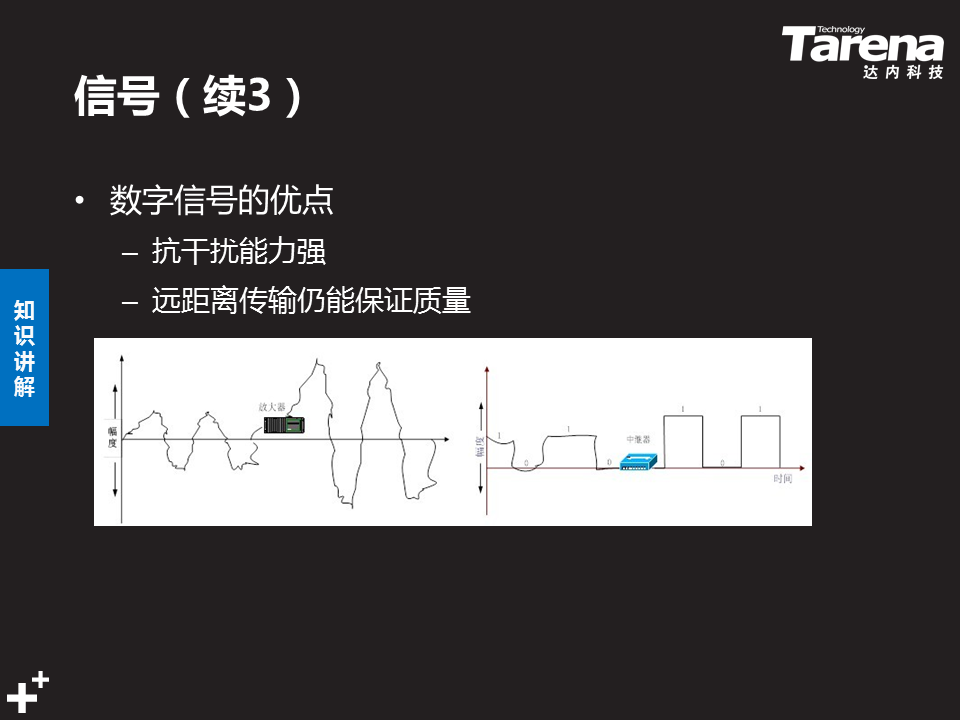 Technology
Tarena
达内科技
信号（续3）
• 数字信号的优点
– 抗干扰能力强
– 远距离传输仍能保证质量
知识讲解
放大器
幅度
幅度
1
0
1
0
中继器
1
0
1
时间